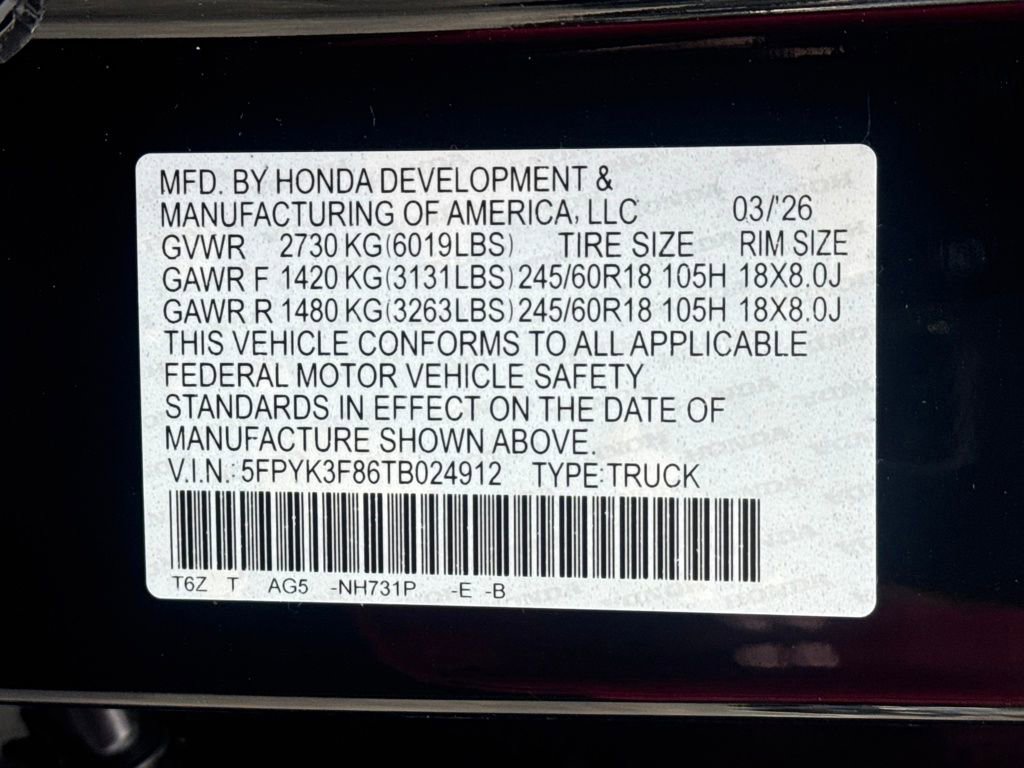 MFD. BY HONDA DEVELOPMENT &
MANUFACTURING OF AMERICA, LLC 03/'26
GVWR 2730 KG(6019LBS) TIRE SIZE RIM SIZE
GAWR F 1420 KG(3131LBS) 245/60R18 105H 18X8.0J
GAWR R 1480 KG(3263LBS) 245/60R18 105H 18X8.0J
THIS VEHICLE CONFORMS TO ALL APPLICABLE
FEDERAL MOTOR VEHICLE SAFETY
STANDARDS IN EFFECT ON THE DATE OF
MANUFACTURE SHOWN ABOVE.
V.I.N.: 5FPYK3F86TB024912 TYPE:TRUCK
T6Z T AG5 -NH731P -E -B